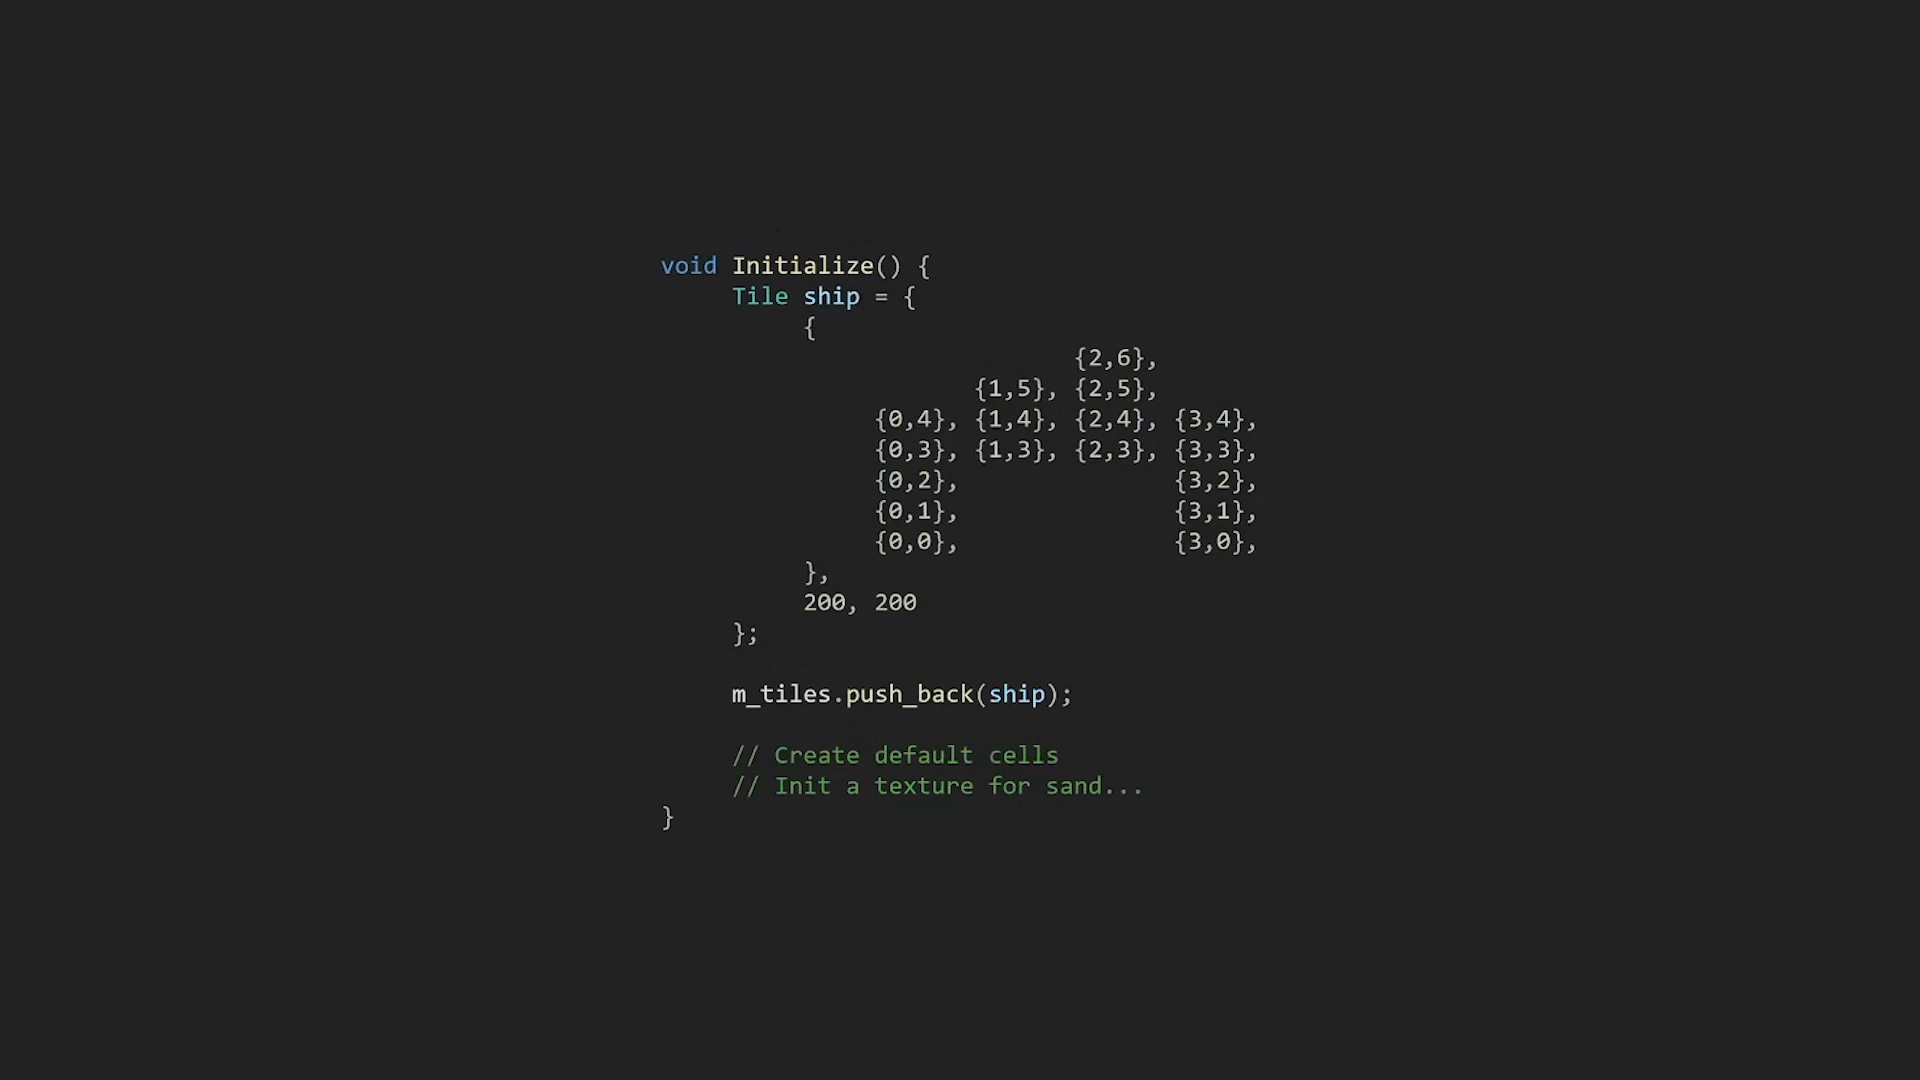 void Initialize() {
Tile ship = {
{
{2,6},
{1,5}, {2,5},
{0,4}, {1,4}, {2,4}, {3,4},
{0,3}, {1,3}, {2,3}, {3,3},
{0,2}, {3,2},
{0,1}, {3,1},
{0,0}, {3,0},
},
200, 200
};
m_tiles.push_back(ship);
// Create default cells
// Init a texture for sand...
}